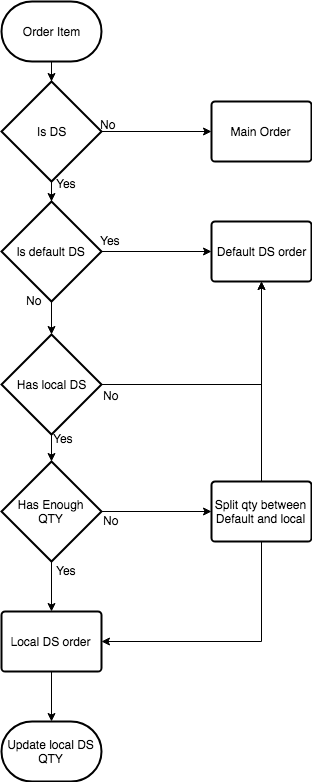 Order Item
Is DS
No
Main Order
Yes
Is default DS
Yes
Default DS order
No
Has local DS
No
Yes
Has Enough
QTY
No
Split qty between
Default and local
Yes
Local DS order
Update local DS
QTY